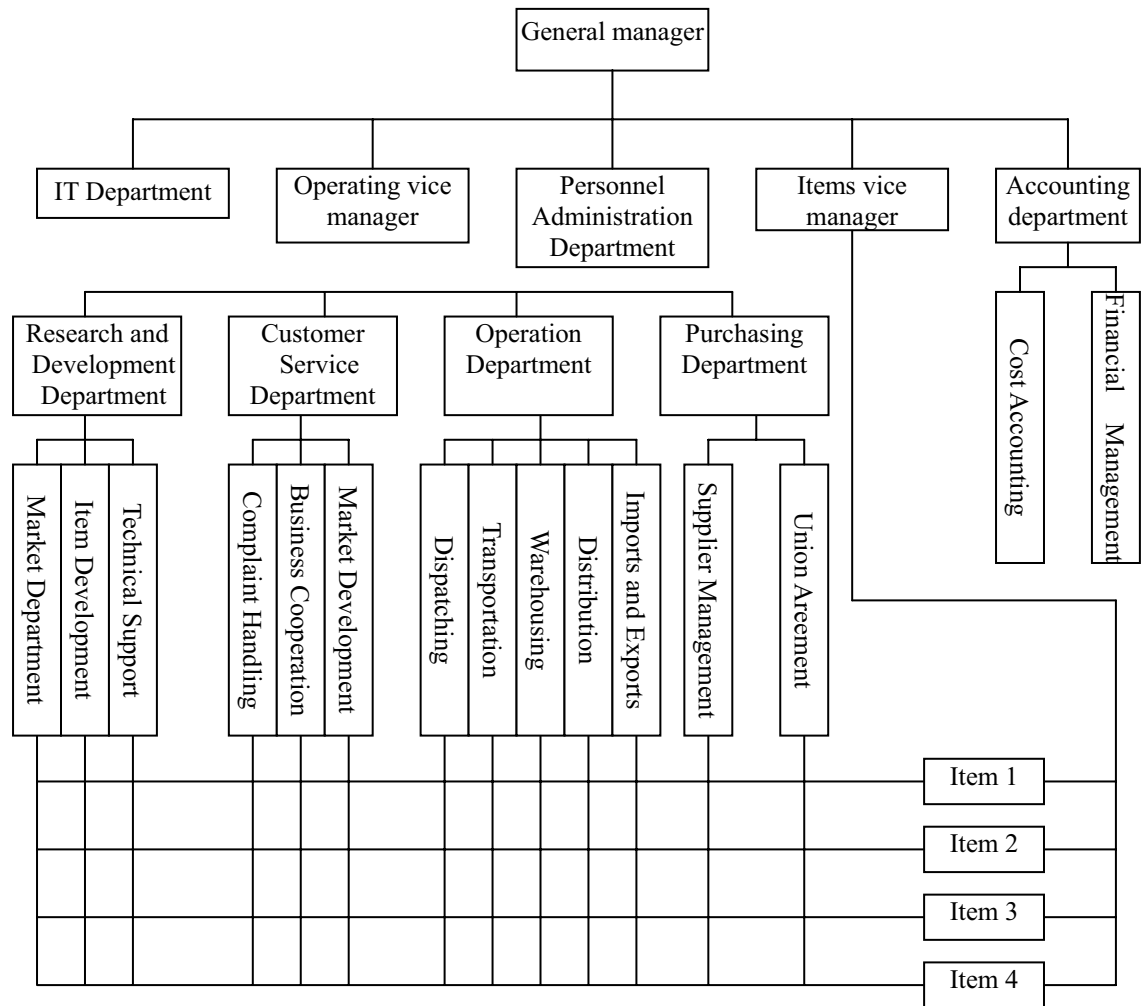 General manager
IT Department
Operating vice
manager
Personnel
Administration
Department
Items vice
manager
Accounting
department
Research and
Development
Department
Customer
Service
Department
Operation
Department
Purchasing
Department
Cost Accounting
Financial Management
Market Department
Item Development
Technical Support
Complaint Handling
Business Cooperation
Market Development
Dispatching
Transportation
Warehousing
Distribution
Imports and Exports
Supplier Management
Union Areement
Item 1
Item 2
Item 3
Item 4